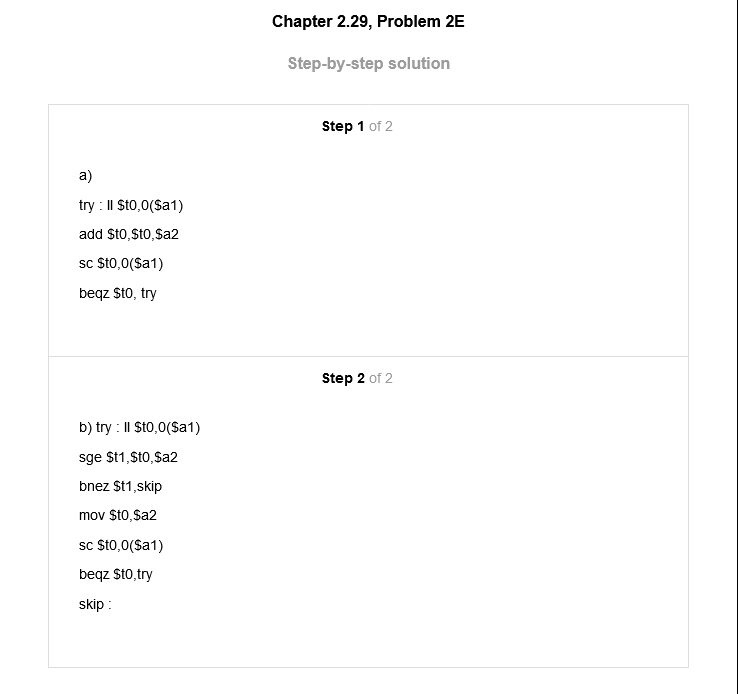 Chapter 2.29, Problem 2E
Step-by-step solution
Step 1 of 2
a)
try : ll $t0,0($a1)
add $t0,$t0,$a2
sc $t0,0($a1)
beqz $t0, try
Step 2 of 2
b) try : ll $t0,0($a1)
sge $t1,$t0,$a2
bnez $t1,skip
mov $t0,$a2
sc $t0,0($a1)
beqz $t0,try
skip :